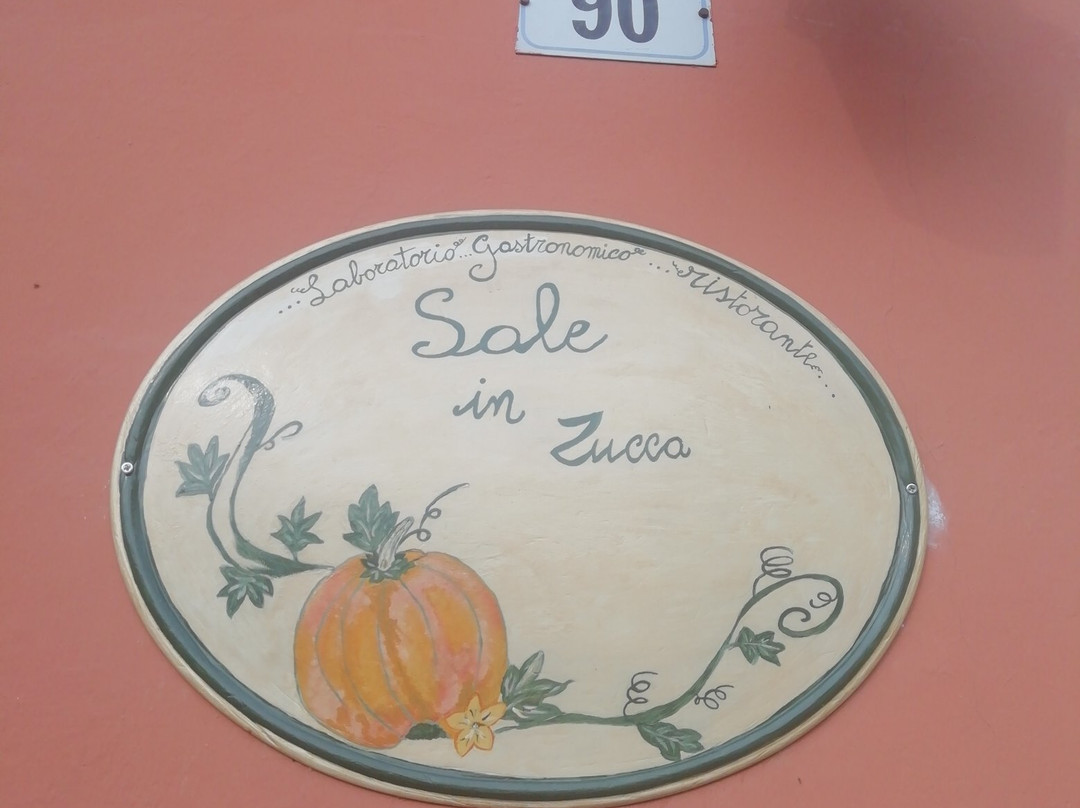 90
..."Laboratorio"..."Gastronomico"..."ristorante"...
Sale
in
Zucca